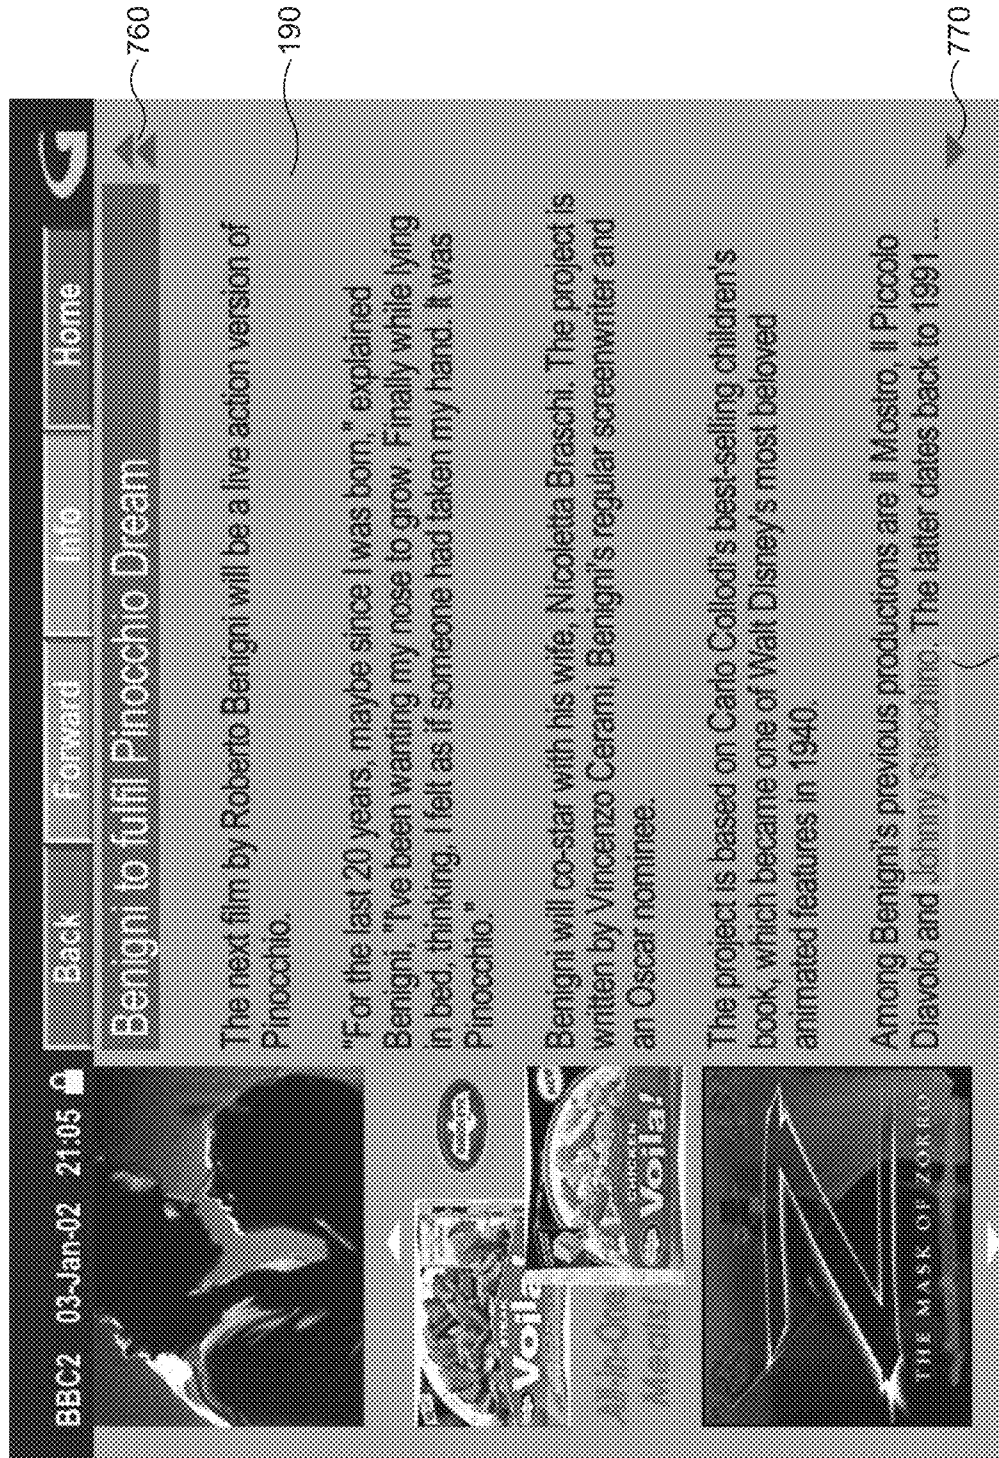 BBC2 03-Jan-02 21:05
Back Forward Info Home
Benigni to fulfil Pinocchio Drean
The next film by Roberto Benigni will be a live action version of
Pinocchio.
"For the last 20 years, maybe since I was born," explained
Benigni, "I've been wanting my nose to grow. Finally while lying
in bed, thinking. I felt as if someone had taken my hand. It was
Pinocchio."
Benigni will co-star with his wife, Nicoletta Braschi. The project is
written by Vincenzo Cerami, Benigni's regular screenwriter and
an Oscar nominee.
The project is based on Carlo Collodi's best-selling children's
book, which became one of Walt Disney's most beloved
animated features in 1940.
Among Benigni's previous productions are Il Mostro, Il Piccolo
Diavolo and Johnny Stecchino. The latter dates back to 1991 ...
Voila!
CHICKEN
Voila!
THE MASK OF ZORRO
760
190
770